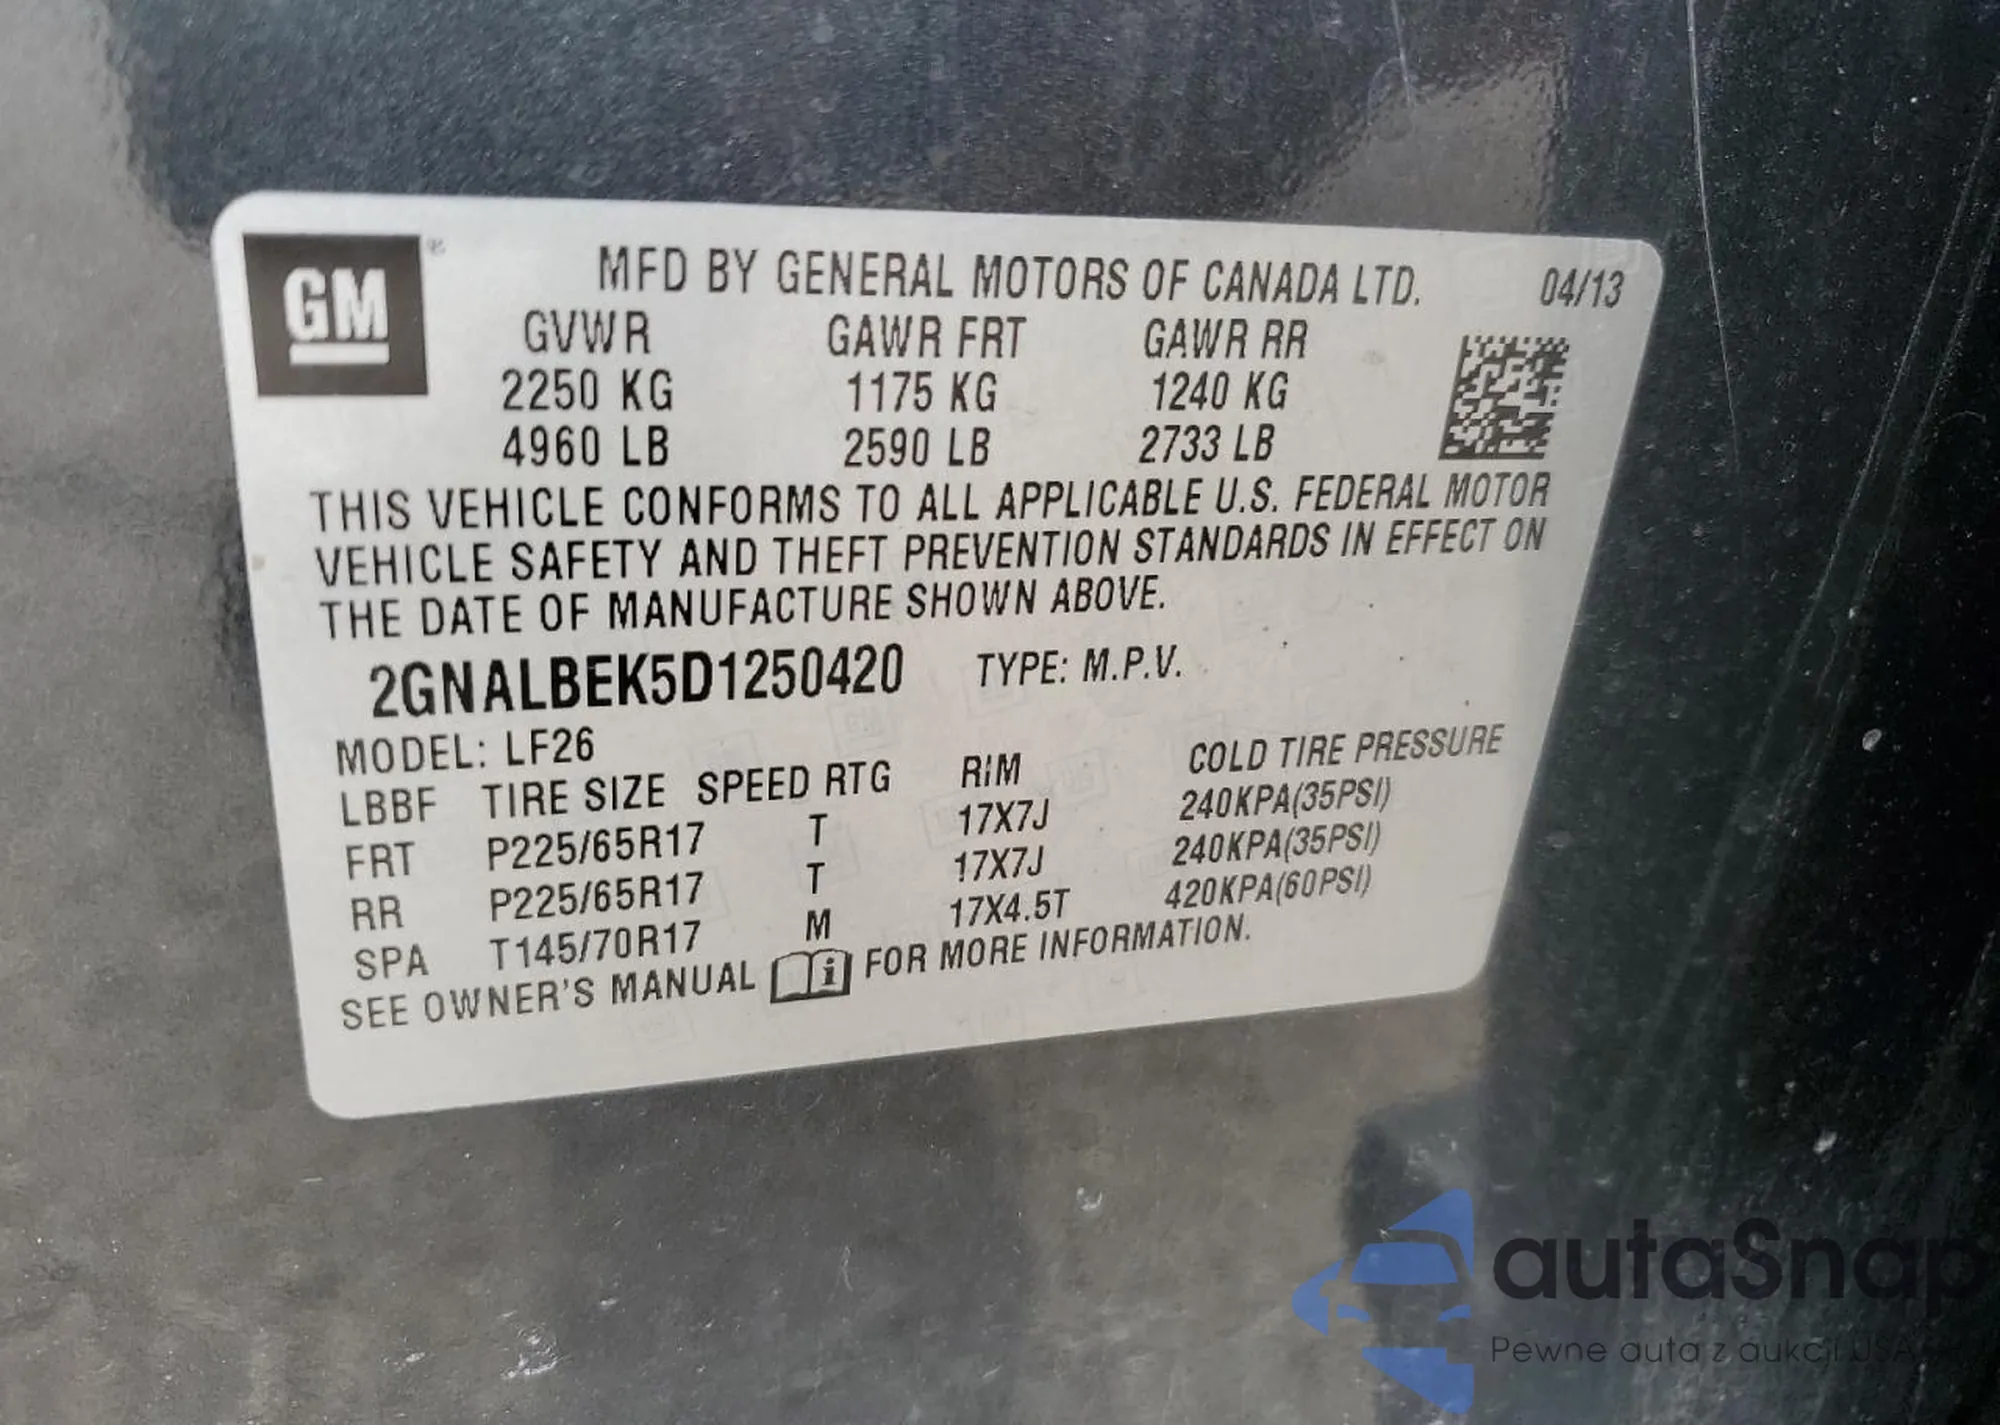 GM
®
MFD BY GENERAL MOTORS OF CANADA LTD. 04/13
GVWR GAWR FRT GAWR RR
2250 KG 1175 KG 1240 KG
4960 LB 2590 LB 2733 LB
THIS VEHICLE CONFORMS TO ALL APPLICABLE U.S. FEDERAL MOTOR
VEHICLE SAFETY AND THEFT PREVENTION STANDARDS IN EFFECT ON
THE DATE OF MANUFACTURE SHOWN ABOVE.
2GNALBEK5D1250420 TYPE: M.P.V.
MODEL: LF26
LBBF TIRE SIZE SPEED RTG RIM COLD TIRE PRESSURE
FRT P225/65R17 T 17X7J 240KPA(35PSI)
RR P225/65R17 T 17X7J 240KPA(35PSI)
SPA T145/70R17 M 17X4.5T 420KPA(60PSI)
SEE OWNER'S MANUAL i FOR MORE INFORMATION.
autaSnap
Pewne auta z aukcji USA